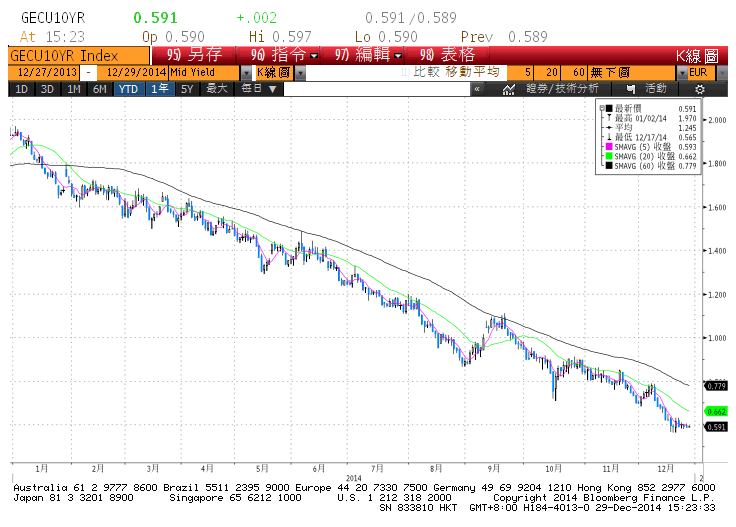 GECU10YR 0.591 +.002 0.591/0.589
At 15:23 Op 0.590 Hi 0.597 Lo 0.590 Prev 0.589
GECU10YR Index 95) 另存 96) 指令 97) 編輯 98) 表格 K線圖
12/27/2013 - 12/29/2014 Mid Yield K線圖 比較 移動平均 5 20 60 無下圖 EUR
1D 3D 1M 6M YTD 1年 5Y 最大 每日 ▼ « 證券/技術分析 活動
最新價 0.591
最高 01/02/14 1.970
平均 1.245
最低 12/17/14 0.565
SMAVG (5) 收盤 0.593
SMAVG (20) 收盤 0.662
SMAVG (60) 收盤 0.779
2.000
1.800
1.600
1.400
1.200
1.000
0.779
0.662
0.591
1月 2月 3月 4月 5月 6月 7月 8月 9月 10月 11月 12月
2014 2
Australia 61 2 9777 8600 Brazil 5511 2395 9000 Europe 44 20 7330 7500 Germany 49 69 9204 1210 Hong Kong 852 2977 6000
Japan 81 3 3201 8900 Singapore 65 6212 1000 U.S. 1 212 318 2000 Copyright 2014 Bloomberg Finance L.P.
SN 833810 HKT GMT+8:00 H184-4013-0 29-Dec-2014 15:23:33